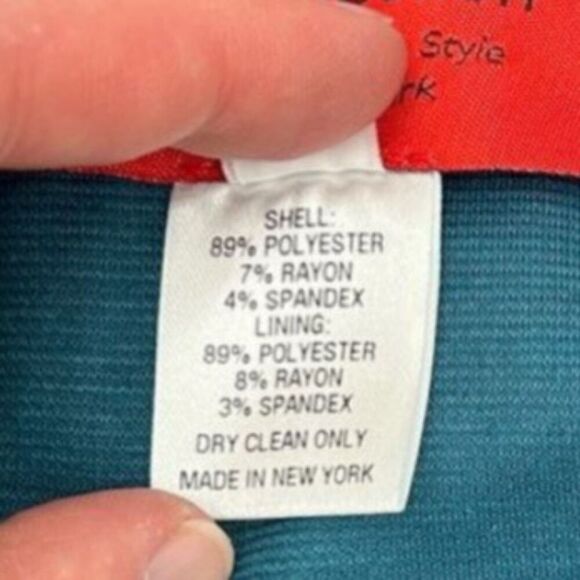 Style
SHELL:
89% POLYESTER
7% RAYON
4% SPANDEX
LINING:
89% POLYESTER
8% RAYON
3% SPANDEX
DRY CLEAN ONLY
MADE IN NEW YORK